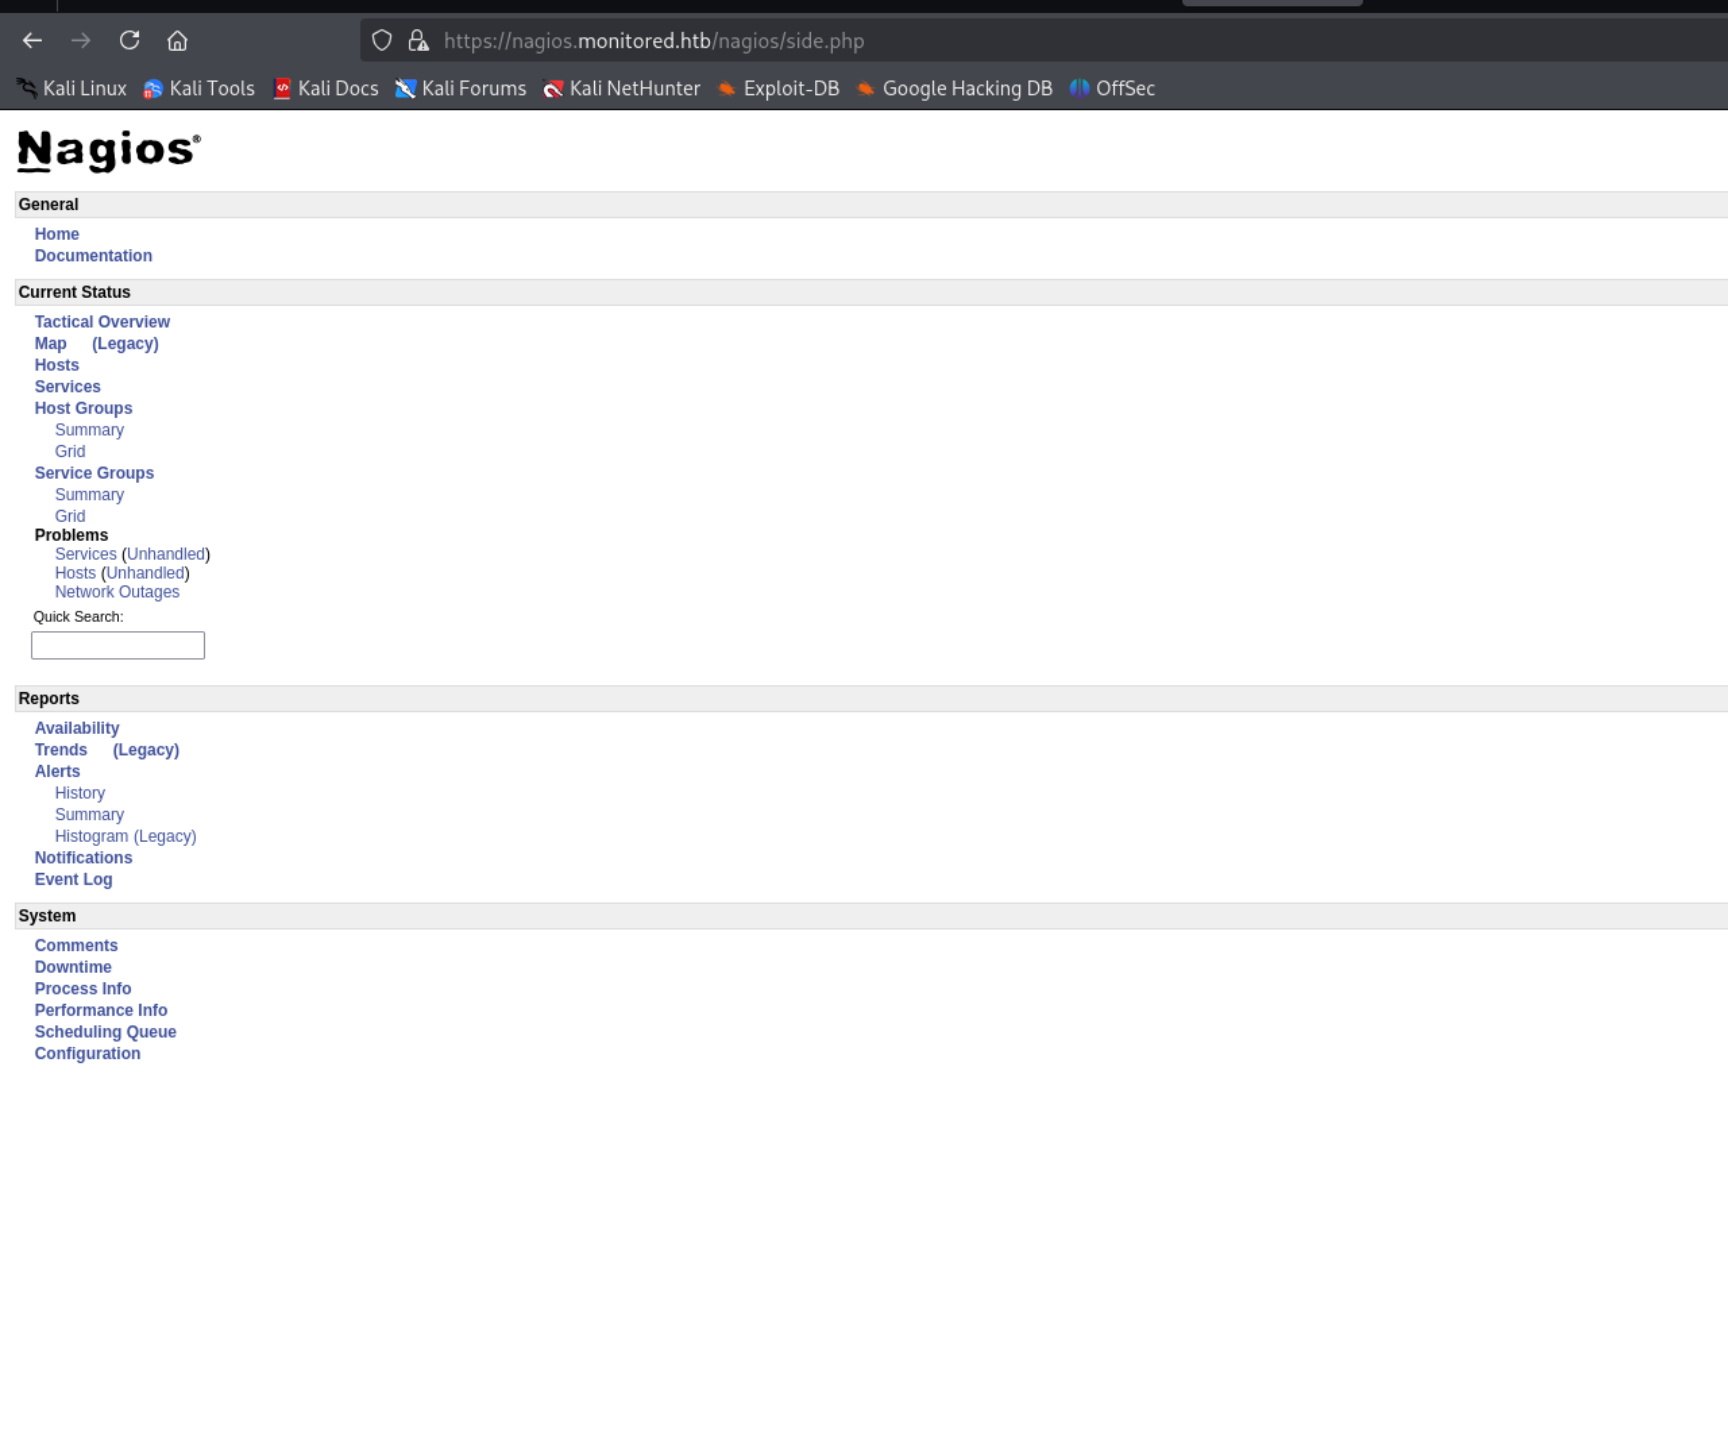 https://nagios.monitored.htb/nagios/side.php
Kali Linux Kali Tools Kali Docs Kali Forums Kali NetHunter Exploit-DB Google Hacking DB OffSec
Nagios®
General
Home
Documentation
Current Status
Tactical Overview
Map (Legacy)
Hosts
Services
Host Groups
Summary
Grid
Service Groups
Summary
Grid
Problems
Services (Unhandled)
Hosts (Unhandled)
Network Outages
Quick Search:
Reports
Availability
Trends (Legacy)
Alerts
History
Summary
Histogram (Legacy)
Notifications
Event Log
System
Comments
Downtime
Process Info
Performance Info
Scheduling Queue
Configuration